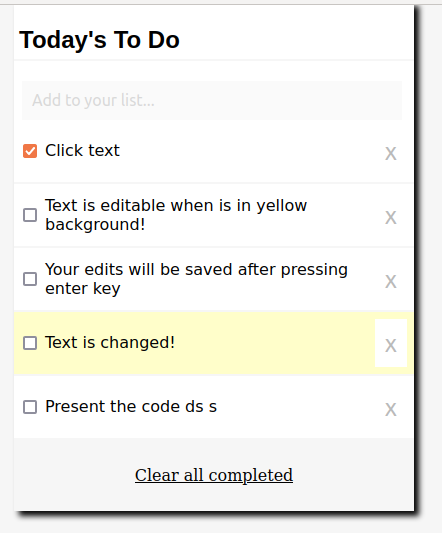 Today's To Do
Add to your list...
Click text
X
Text is editable when is in yellow
background!
X
Your edits will be saved after pressing
enter key
X
Text is changed!
X
Present the code ds s
X
Clear all completed